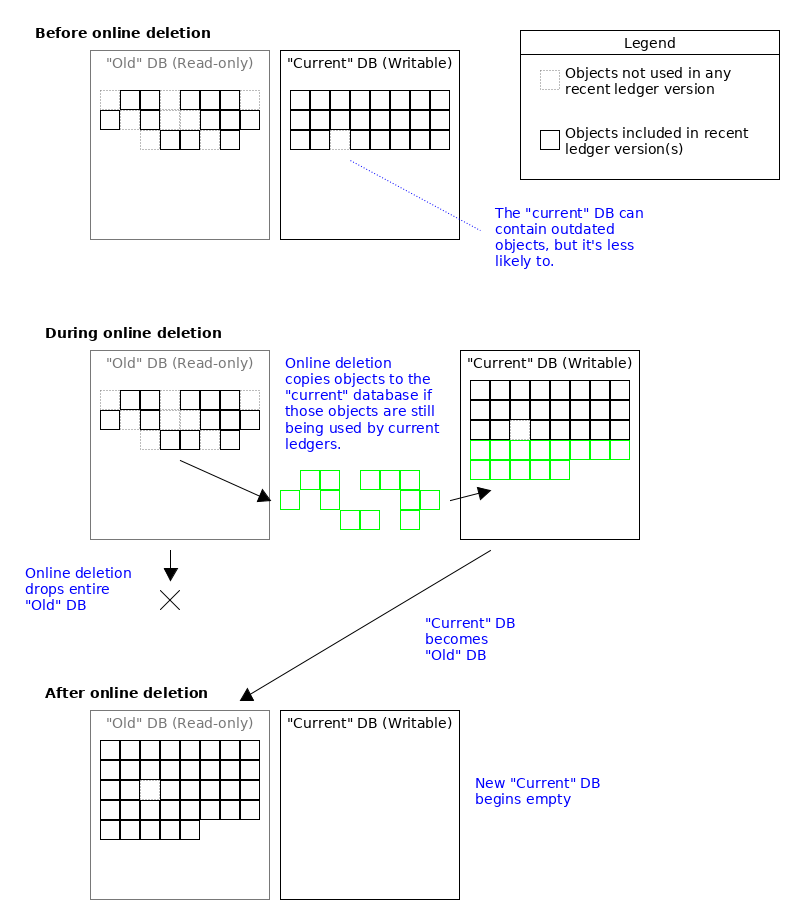 Before online deletion
"Old" DB (Read-only)
"Current" DB (Writable)
Legend
Objects not used in any
recent ledger version
Objects included in recent
ledger version(s)
The "current" DB can
contain outdated
objects, but it's less
likely to.
During online deletion
"Old" DB (Read-only)
Online deletion
copies objects to the
"current" database if
those objects are still
being used by current
ledgers.
"Current" DB (Writable)
Online deletion
drops entire
"Old" DB
"Current" DB
becomes
"Old" DB
After online deletion
"Old" DB (Read-only)
"Current" DB (Writable)
New "Current" DB
begins empty